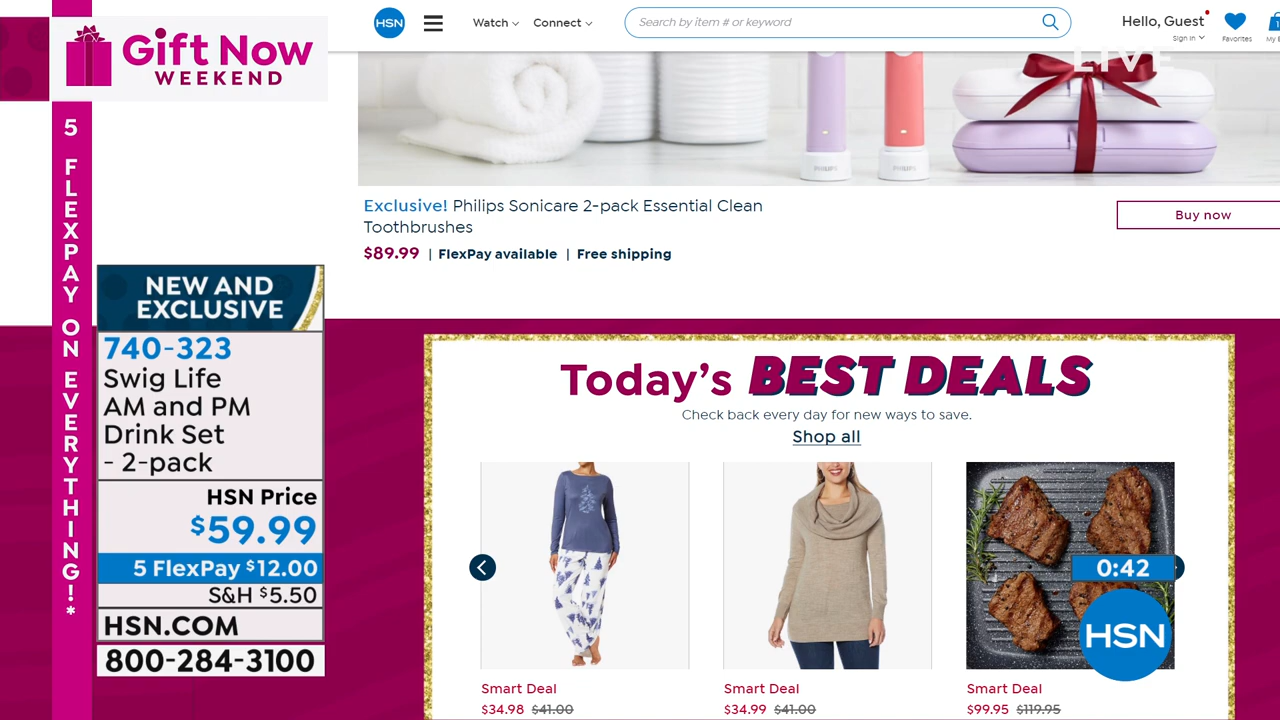 Gift Now
WEEKEND
5 FLEXPAY ON EVERYTHING!*
NEW AND
EXCLUSIVE
740-323
Swig Life
AM and PM
Drink Set
- 2-pack
HSN Price
$59.99
5 FlexPay $12.00
S&H $5.50
HSN.COM
800-284-3100
HSN
Watch
Connect
Search by item # or keyword
Hello, Guest
Sign In
Favorites
LIVE
PHILIPS
PHILIPS
Exclusive! Philips Sonicare 2-pack Essential Clean
Toothbrushes
$89.99 | FlexPay available | Free shipping
Buy now
Today's BEST DEALS
Check back every day for new ways to save.
Shop all
Smart Deal
$34.98 $41.00
Smart Deal
$34.99 $41.00
Smart Deal
$99.95 $119.95
0:42
HSN